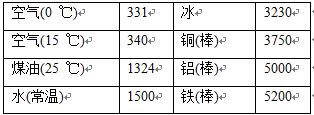 空气(0 ℃) 331 冰 3230
空气(15 ℃) 340 铜(棒) 3750
煤油(25 ℃) 1324 铝(棒) 5000
水(常温) 1500 铁(棒) 5200